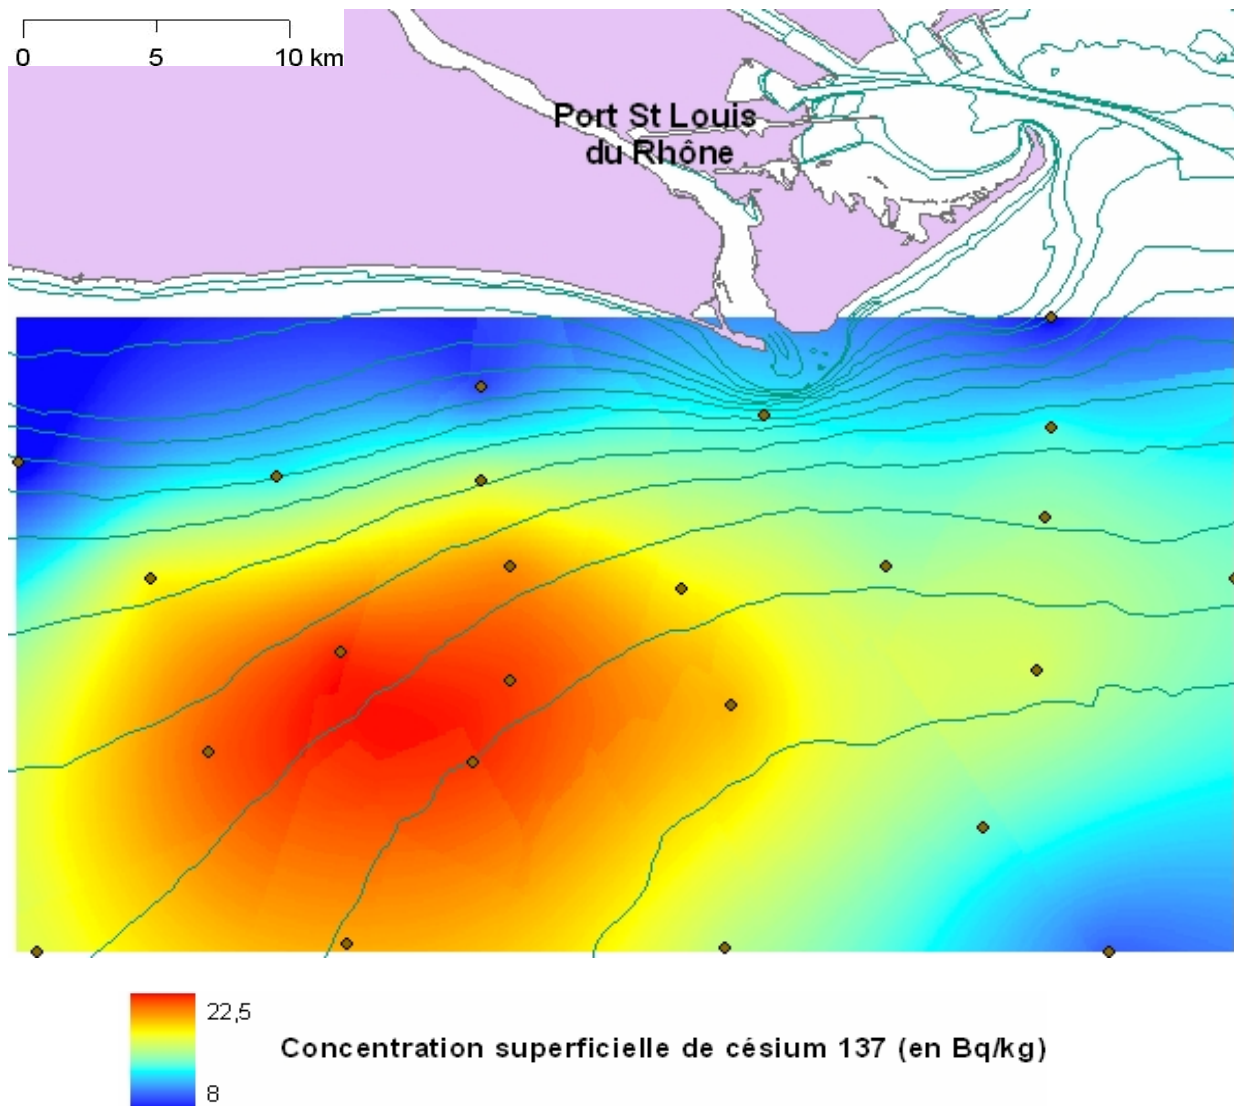 0 5 10 km
Port St Louis
du Rhône
22,5
Concentration superficielle de césium 137 (en Bq/kg)
8